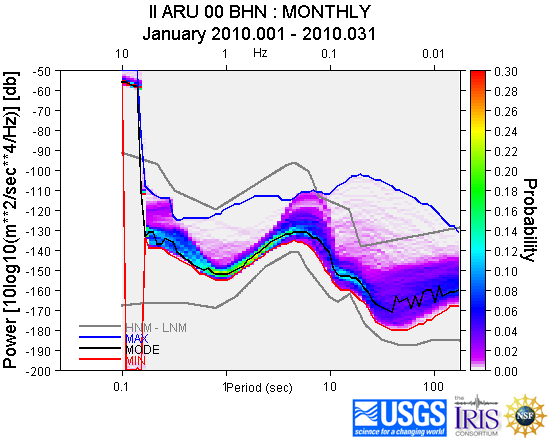 II ARU 00 BHN : MONTHLY
January 2010.001 - 2010.031
10 1 Hz 0.1 0.01
-50
-60
-70
-80
-90
-100
-110
-120
-130
-140
-150
-160
-170
-180
-190
-200
Power [10log10(m**2/sec**4/Hz)] [db]
HNM - LNM
MAX
MODE
MIN
0.1 1 Period (sec) 10 100
0.30
0.28
0.26
0.24
0.22
0.20
0.18
0.16
0.14
0.12
0.10
0.08
0.06
0.04
0.02
0.00
Probability
USGS
science for a changing world
the
IRIS
CONSORTIUM
NSF